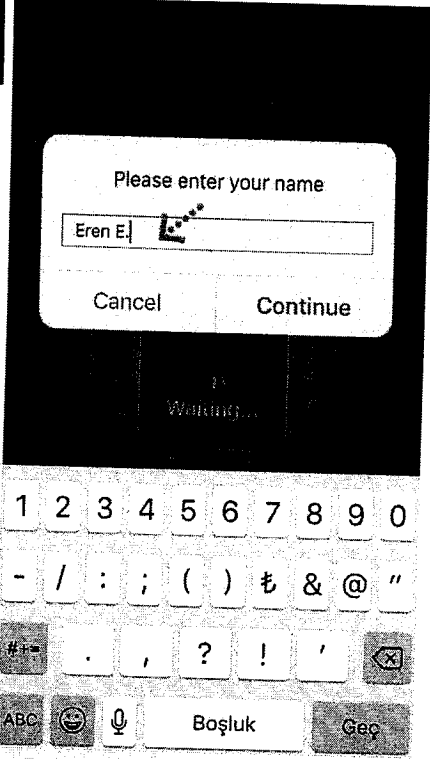 Please enter your name
Eren E.
Cancel Continue
Waiting...
1 2 3 4 5 6 7 8 9 0
- / : ; ( ) ₺ & @ "
#+= . , ? ! '
ABC Boşluk Geç